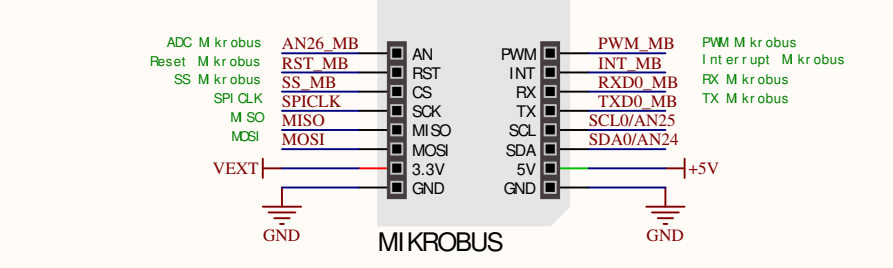 ADC Mikrobus AN26_MB AN PWM PWM_MB PWM Mikrobus
Reset Mikrobus RST_MB RST INT INT_MB Interrupt Mikrobus
SS Mikrobus SS_MB CS RX RXD0_MB RX Mikrobus
SPI CLK SPICLK SCK TX TXD0_MB TX Mikrobus
MISO MISO MISO SCL SCL0/AN25
MOSI MOSI MOSI SDA SDA0/AN24
VEXT 3.3V 5V +5V
GND GND
GND GND
MIKROBUS